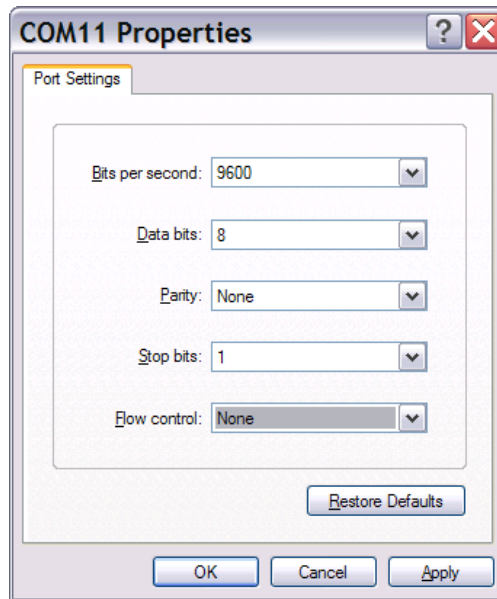 COM11 Properties
?
Port Settings
Bits per second: 9600
Data bits: 8
Parity: None
Stop bits: 1
Flow control: None
Restore Defaults
OK Cancel Apply